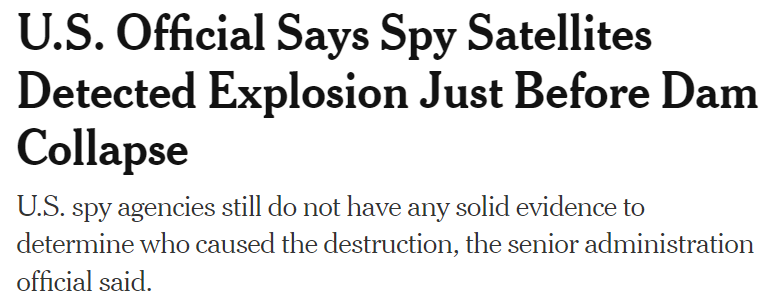 U.S. Official Says Spy Satellites
Detected Explosion Just Before Dam
Collapse
U.S. spy agencies still do not have any solid evidence to
determine who caused the destruction, the senior administration
official said.